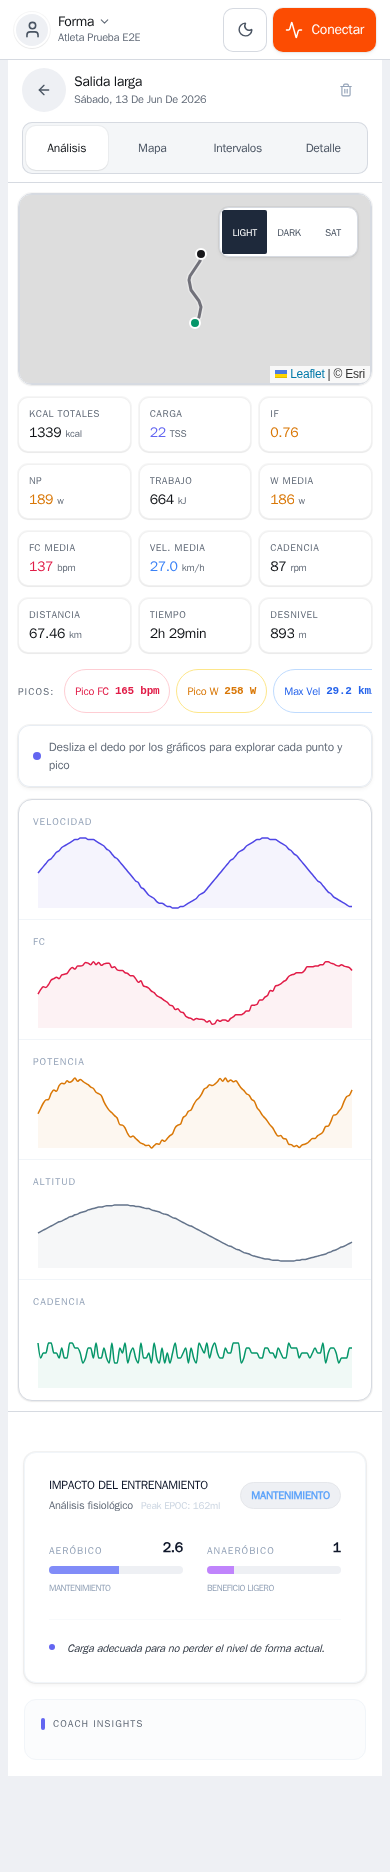 Forma
Atleta Prueba E2E
Conectar
Salida larga
Sábado, 13 De Jun De 2026
Análisis
Mapa
Intervalos
Detalle
LIGHT
DARK
SAT
Leaflet | © Esri
KCAL TOTALES
1339 kcal
CARGA
22 TSS
IF
0.76
NP
189 w
TRABAJO
664 kJ
W MEDIA
186 w
FC MEDIA
137 bpm
VEL. MEDIA
27.0 km/h
CADENCIA
87 rpm
DISTANCIA
67.46 km
TIEMPO
2h 29min
DESNIVEL
893 m
PICOS:
Pico FC 165 bpm
Pico W 258 W
Max Vel 29.2 km
Desliza el dedo por los gráficos para explorar cada punto y
pico
VELOCIDAD
FC
POTENCIA
ALTITUD
CADENCIA
IMPACTO DEL ENTRENAMIENTO
Análisis fisiológico Peak EPOC: 162ml
MANTENIMIENTO
AERÓBICO 2.6
MANTENIMIENTO
ANAERÓBICO 1
BENEFICIO LIGERO
Carga adecuada para no perder el nivel de forma actual.
COACH INSIGHTS